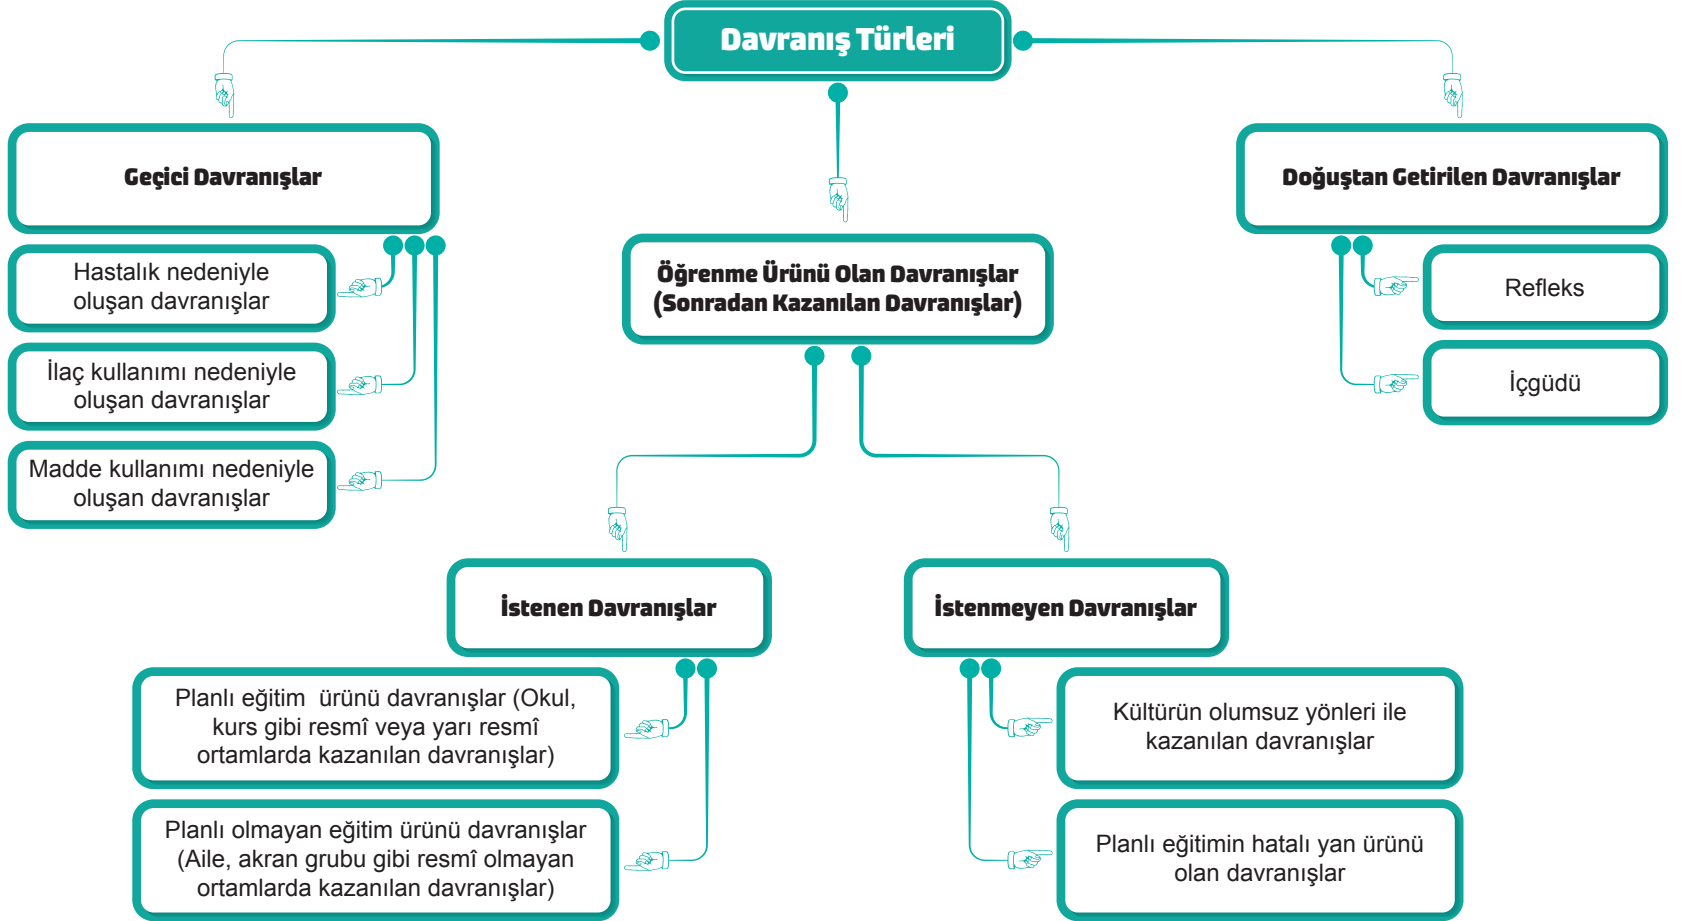 Davranış Türleri
Geçici Davranışlar
Hastalık nedeniyle
oluşan davranışlar
İlaç kullanımı nedeniyle
oluşan davranışlar
Madde kullanımı nedeniyle
oluşan davranışlar
Öğrenme Ürünü Olan Davranışlar
(Sonradan Kazanılan Davranışlar)
Doğuştan Getirilen Davranışlar
Refleks
İçgüdü
İstenen Davranışlar
Planlı eğitim  ürünü davranışlar (Okul,
kurs gibi resmî veya yarı resmî
ortamlarda kazanılan davranışlar)
Planlı olmayan eğitim ürünü davranışlar
(Aile, akran grubu gibi resmî olmayan
ortamlarda kazanılan davranışlar)
İstenmeyen Davranışlar
Kültürün olumsuz yönleri ile
kazanılan davranışlar
Planlı eğitimin hatalı yan ürünü
olan davranışlar